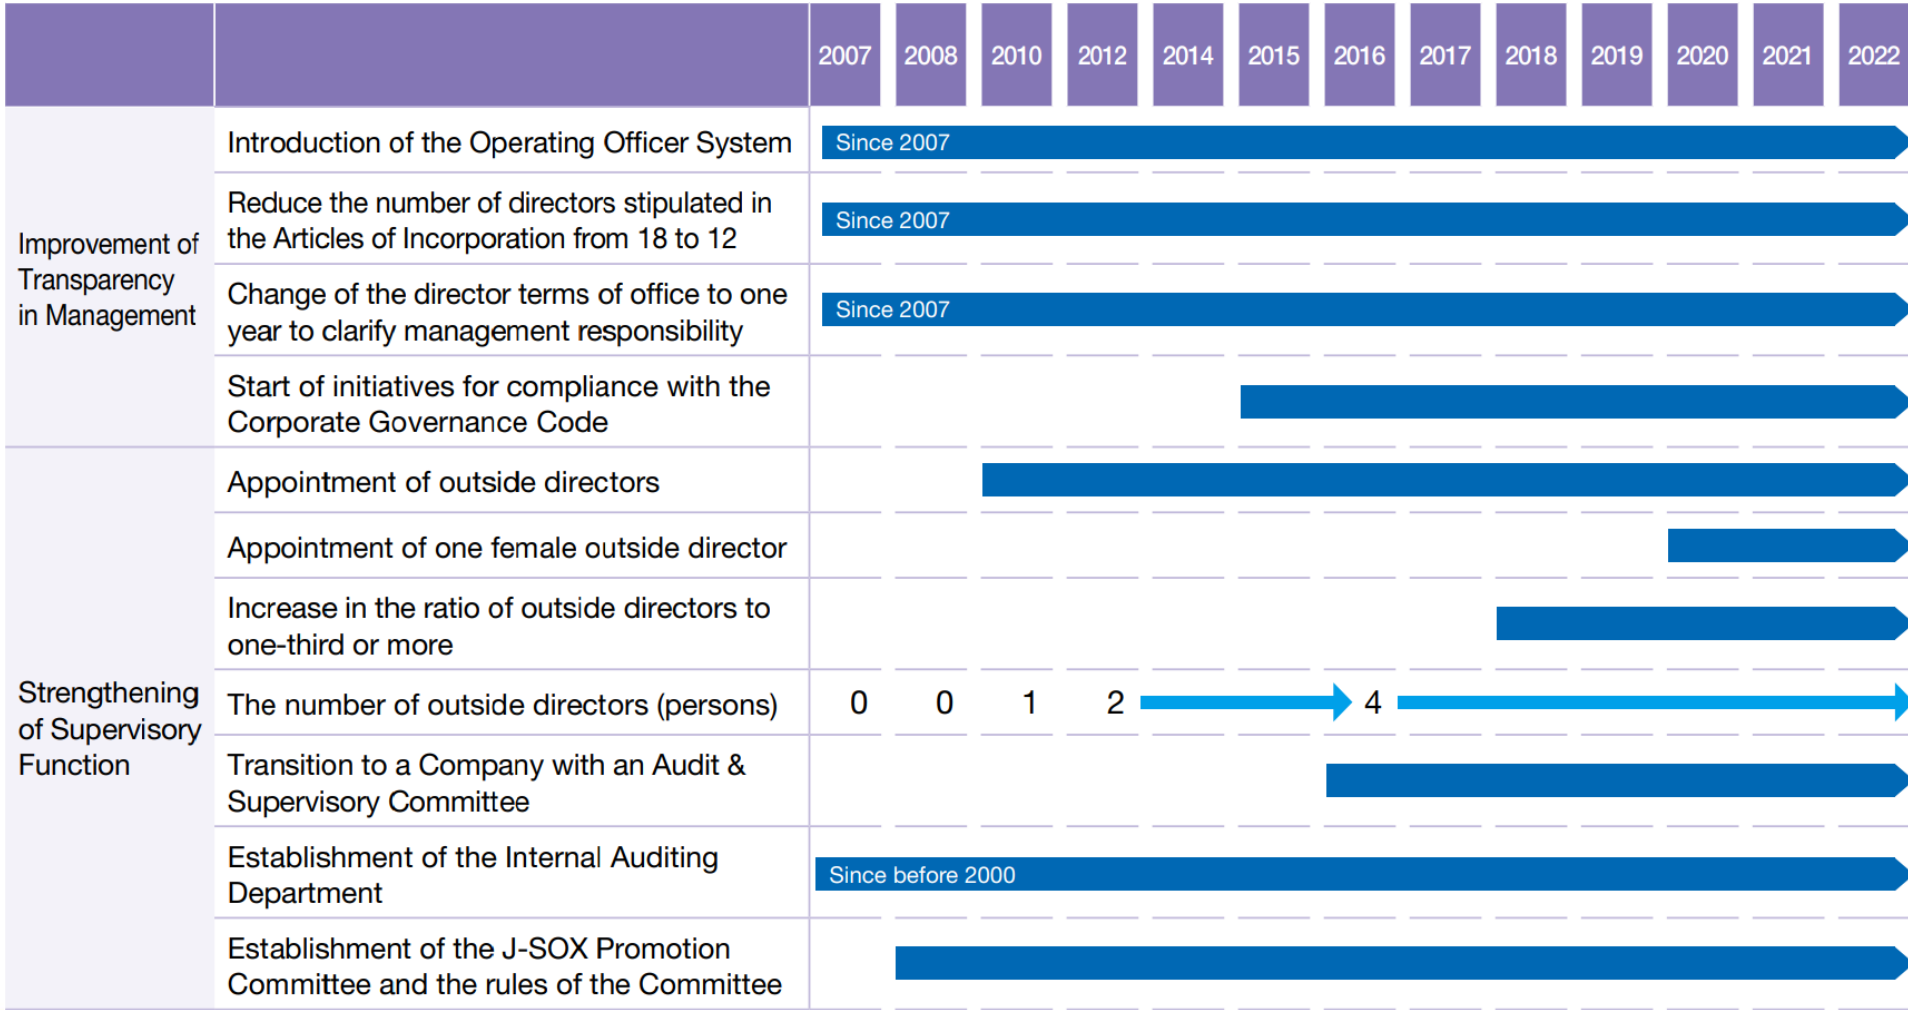 2007 2008 2010 2012 2014 2015 2016 2017 2018 2019 2020 2021 2022
Improvement of
Transparency
in Management
Introduction of the Operating Officer System
Since 2007
Reduce the number of directors stipulated in
the Articles of Incorporation from 18 to 12
Since 2007
Change of the director terms of office to one
year to clarify management responsibility
Since 2007
Start of initiatives for compliance with the
Corporate Governance Code
Strengthening
of Supervisory
Function
Appointment of outside directors
Appointment of one female outside director
Increase in the ratio of outside directors to
one-third or more
The number of outside directors (persons)
0 0 1 2 4
Transition to a Company with an Audit &
Supervisory Committee
Establishment of the Internal Auditing
Department
Since before 2000
Establishment of the J-SOX Promotion
Committee and the rules of the Committee